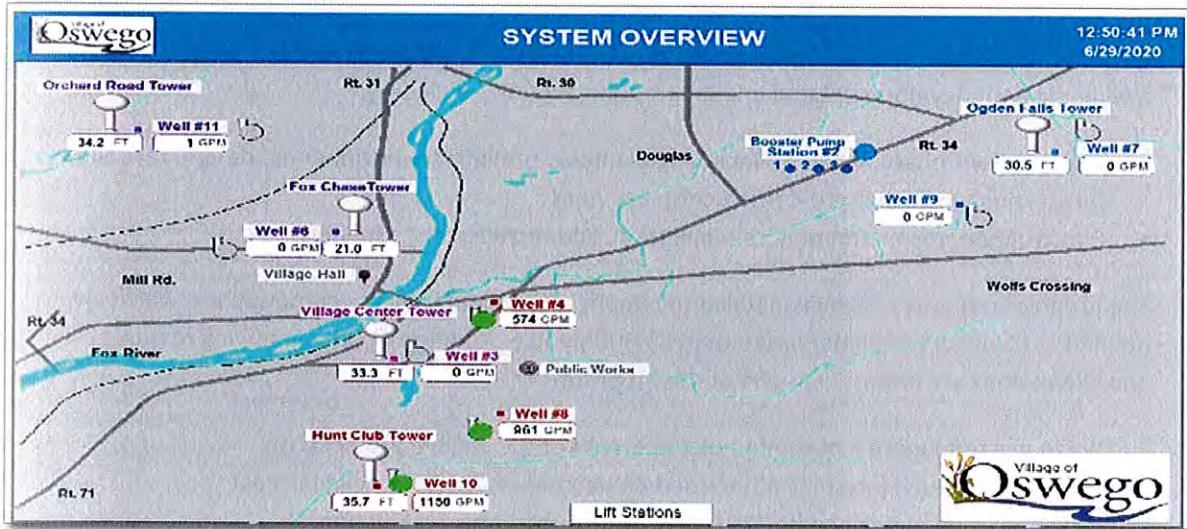 Village of
Oswego
SYSTEM OVERVIEW
12:50:41 PM
6/29/2020
Orchard Road Tower
34.2 FT
Well #11
1 GPM
Rt. 31
Rt. 30
Ogden Falls Tower
30.5 FT
Well #7
0 GPM
Booster Pump
Station #2
1 2 3
Rt. 34
Douglas
Fox Chase Tower
Well #6
0 GPM
21.0 FT
Well #9
0 GPM
Village Hall
Mill Rd.
Wolfs Crossing
Village Center Tower
Well #4
574 GPM
Rt. 34
Fox River
33.3 FT
Well #3
0 GPM
Public Works
Well #8
961 GPM
Hunt Club Tower
35.7 FT
Well 10
1150 GPM
Rt. 71
Lift Stations
Village of
Oswego